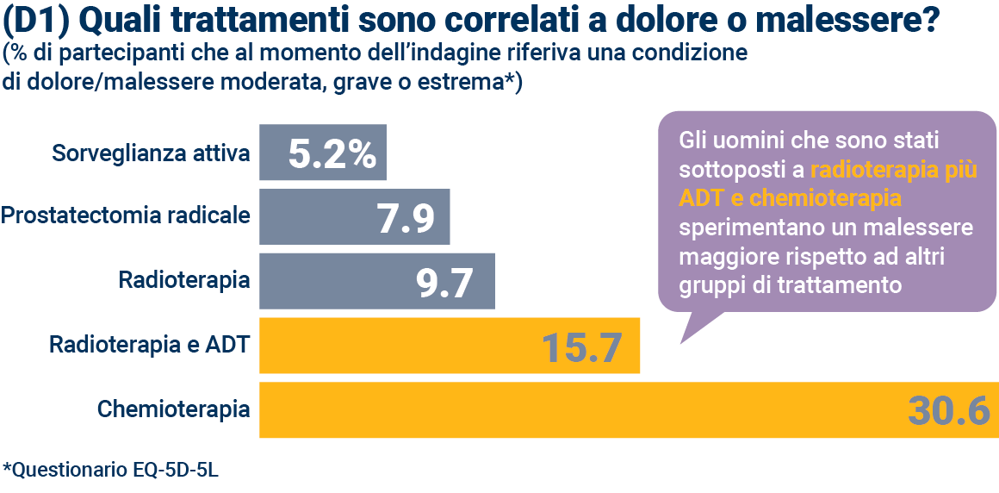 (D1) Quali trattamenti sono correlati a dolore o malessere?
(% di partecipanti che al momento dell’indagine riferiva una condizione
di dolore/malessere moderata, grave o estrema*)
Sorveglianza attiva
5.2%
Prostatectomia radicale
7.9
Radioterapia
9.7
Radioterapia e ADT
15.7
Chemioterapia
30.6
Gli uomini che sono stati
sottoposti a radioterapia più
ADT e chemioterapia
sperimentano un malessere
maggiore rispetto ad altri
gruppi di trattamento
*Questionario EQ-5D-5L